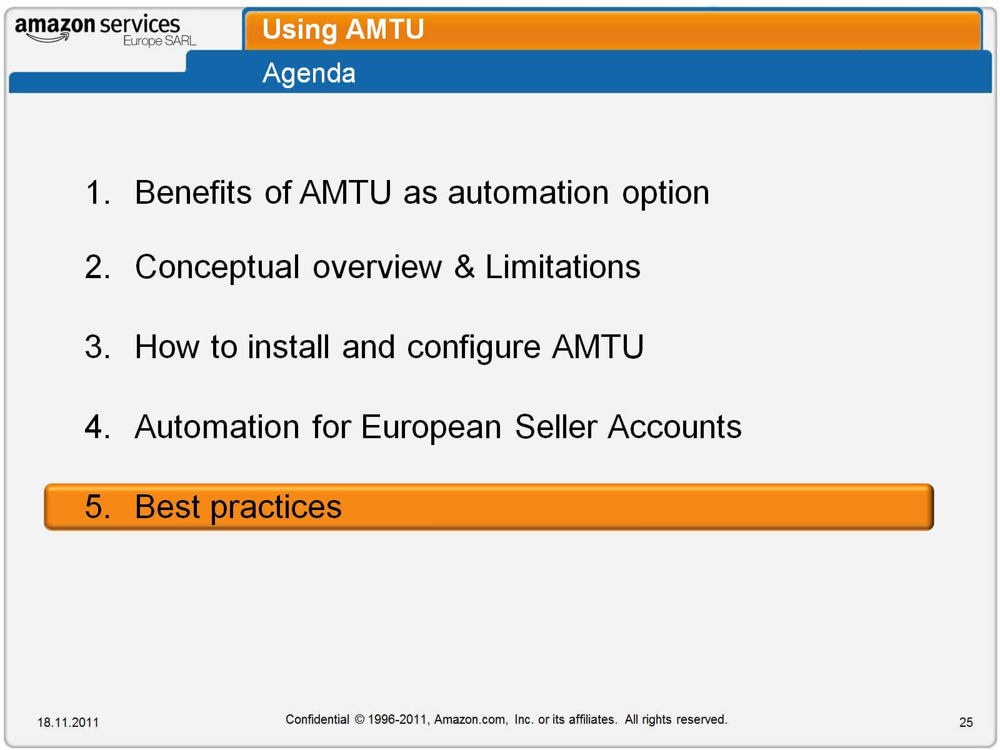 amazon services
Europe SARL
Using AMTU
Agenda
1. Benefits of AMTU as automation option
2. Conceptual overview & Limitations
3. How to install and configure AMTU
4. Automation for European Seller Accounts
5. Best practices
18.11.2011
Confidential © 1996-2011, Amazon.com, Inc. or its affiliates. All rights reserved.
25